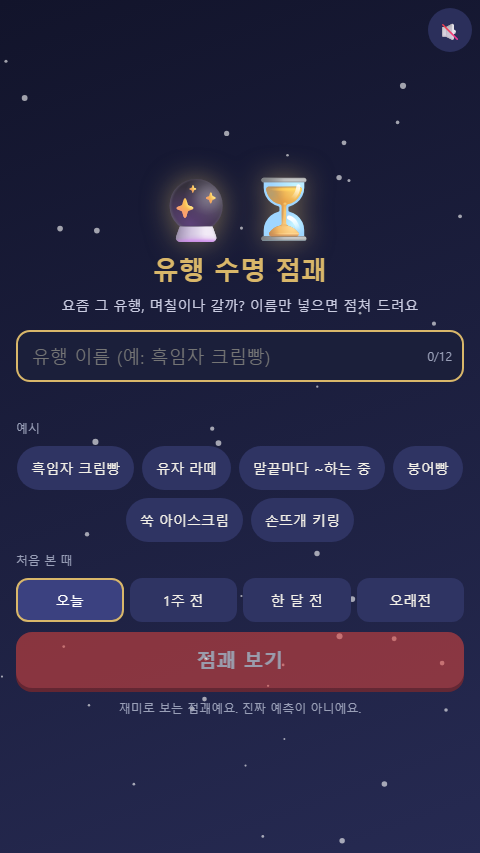 유행 수명 점괘
요즘 그 유행, 며칠이나 갈까? 이름만 넣으면 점쳐 드려요
유행 이름 (예: 흑임자 크림빵) 0/12
예시
흑임자 크림빵 유자 라떼 말끝마다 ~하는 중 붕어빵
쑥 아이스크림 손뜨개 키링
처음 본 때
오늘 1주 전 한 달 전 오래전
점괘 보기
재미로 보는 점괘예요. 진짜 예측이 아니에요.